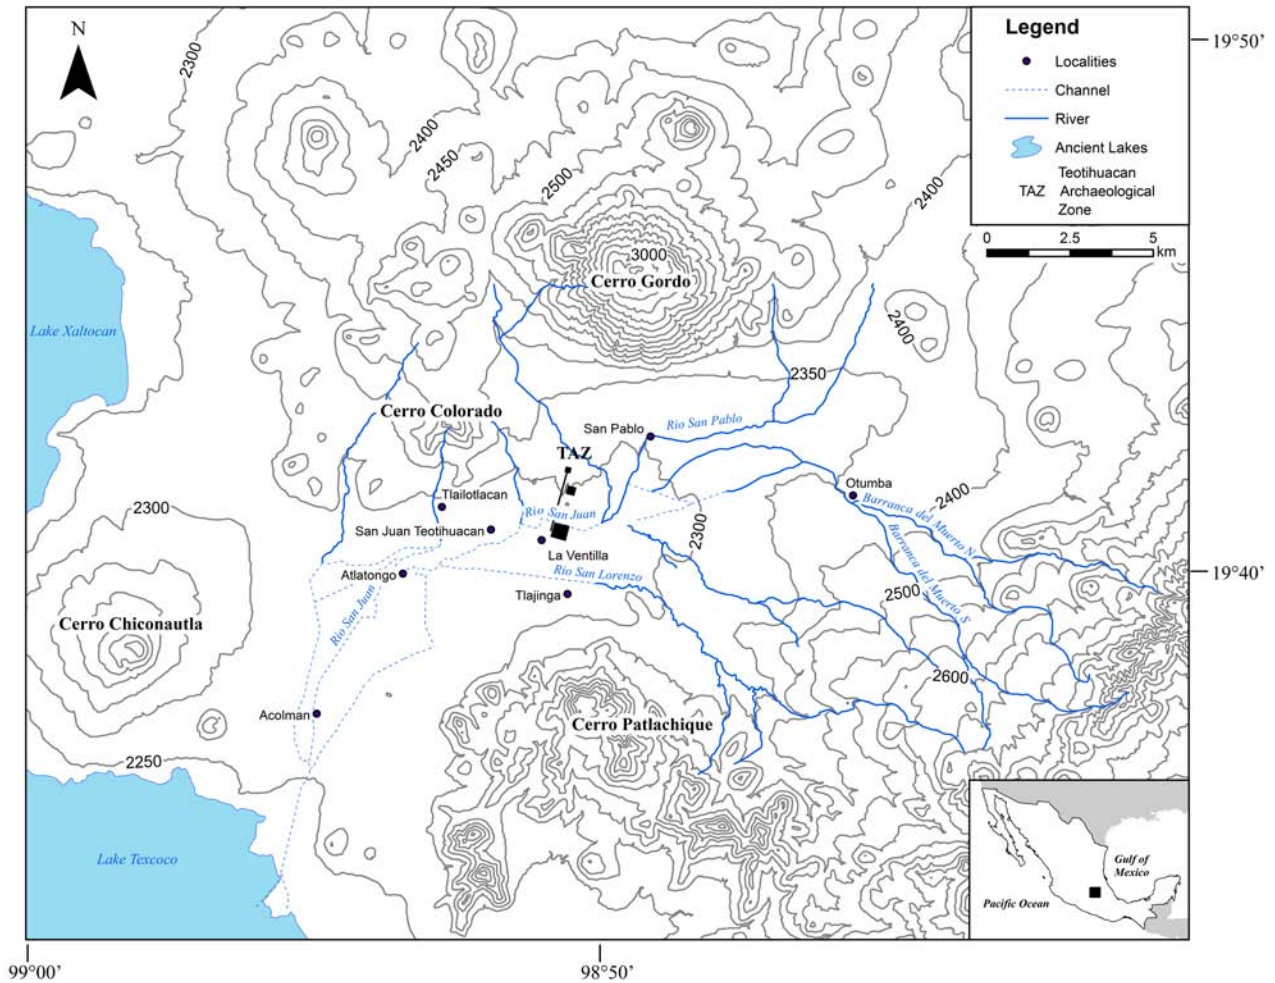 N
2300
2400
2450
2500
2400
3000
Cerro Gordo
Legend
Localities
Channel
River
Ancient Lakes
TAZ
Teotihuacan
Archaeological
Zone
0 2.5 5
km
19°50'
Lake Xaltocan
2400
2350
Cerro Colorado
San Pablo
Rio San Pablo
TAZ
Otumba
Tlailotlacan
2400
Barranca del Muerto N.
2300
Rio San Juan
San Juan Teotihuacan
2300
La Ventilla
Barranca del Muerto S.
Atlatongo
Rio San Lorenzo
19°40'
Tlajinga
2500
Rio San Juan
Cerro Chiconautla
2600
Acolman
Cerro Patlachique
2250
Lake Texcoco
Gulf of
Mexico
Pacific Ocean
99°00'
98°50'